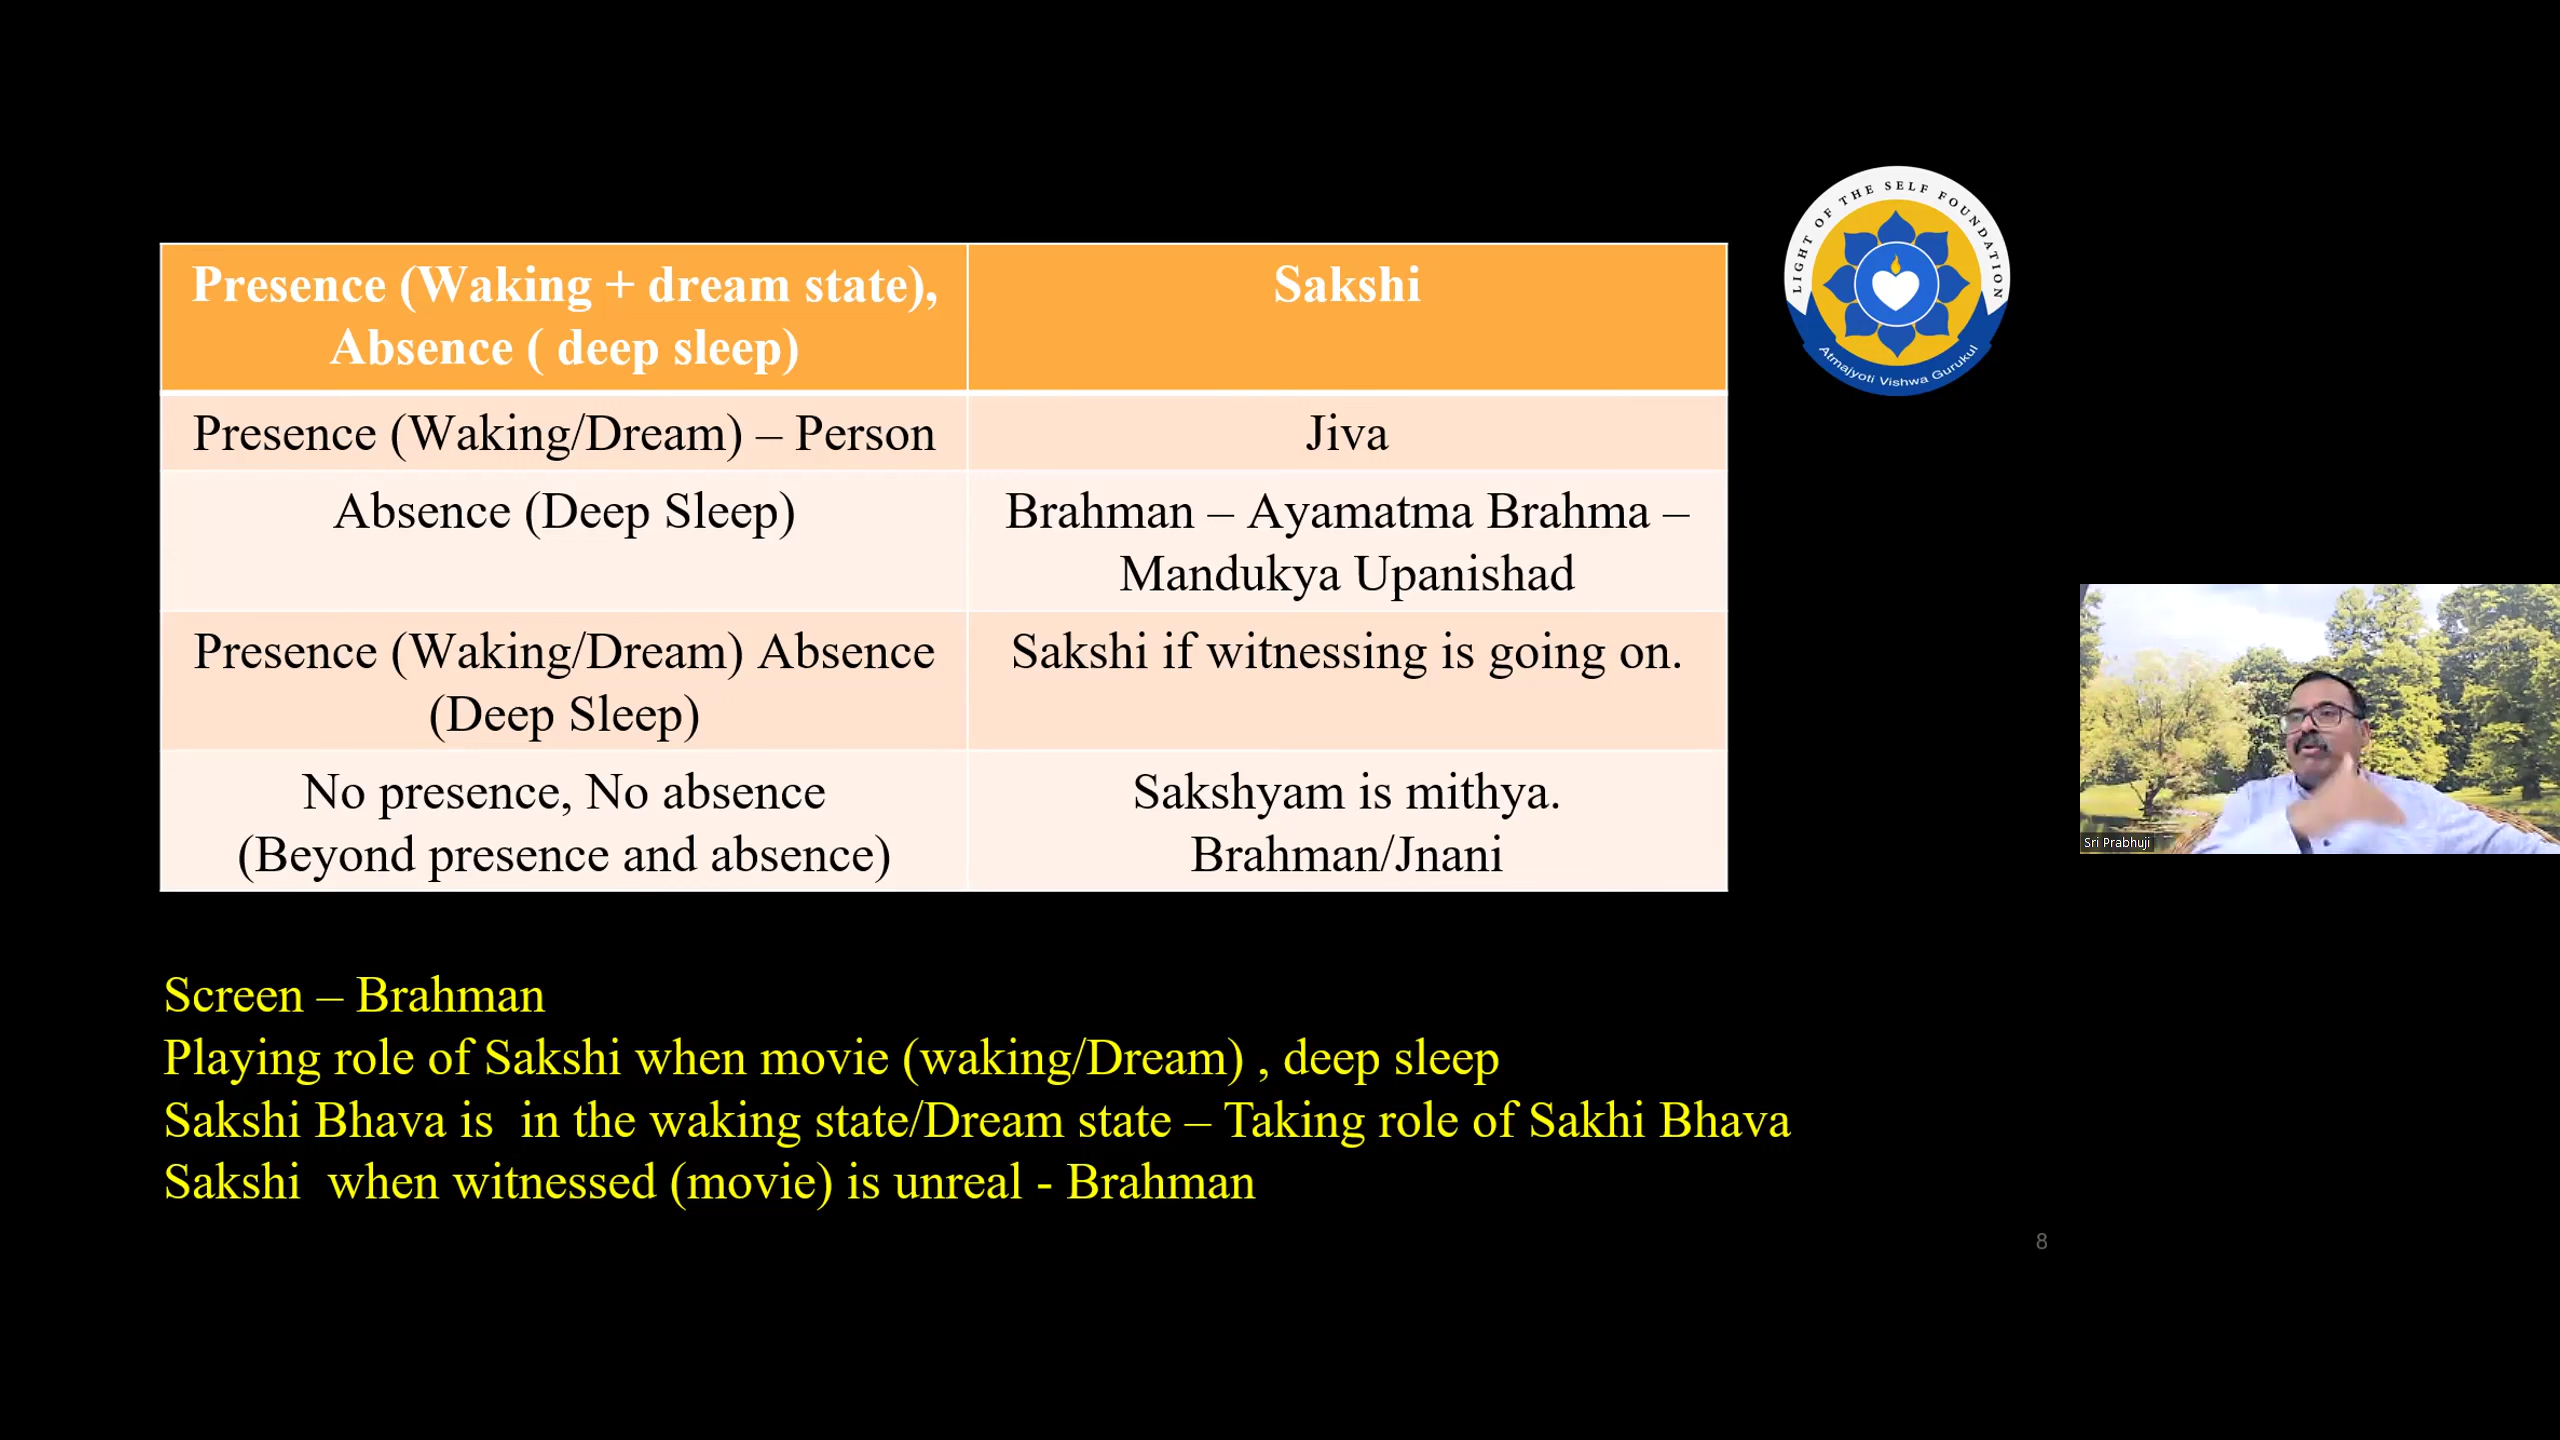 Presence (Waking + dream state),
Absence ( deep sleep)
Sakshi
Presence (Waking/Dream) – Person
Jiva
Absence (Deep Sleep)
Brahman – Ayamatma Brahma –
Mandukya Upanishad
Presence (Waking/Dream) Absence
(Deep Sleep)
Sakshi if witnessing is going on.
No presence, No absence
(Beyond presence and absence)
Sakshyam is mithya.
Brahman/Jnani
LIGHT OF THE SELF FOUNDATION
Atmajyoti Vishwa Gurukul
Sri Prabhuji
Screen – Brahman
Playing role of Sakshi when movie (waking/Dream) , deep sleep
Sakshi Bhava is  in the waking state/Dream state – Taking role of Sakhi Bhava
Sakshi  when witnessed (movie) is unreal - Brahman
8